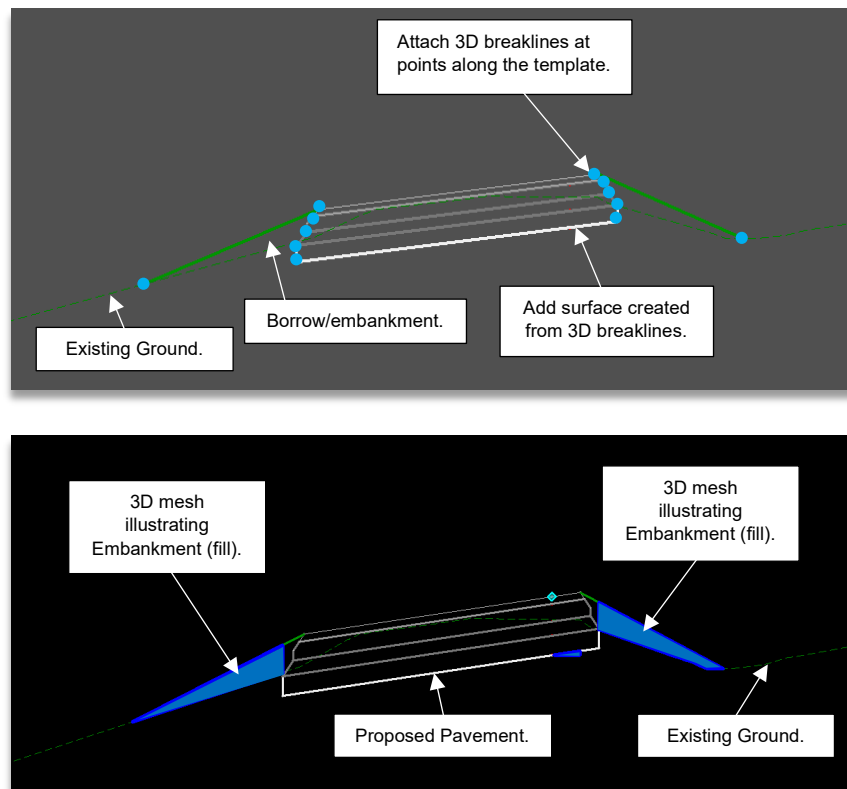 Attach 3D breaklines at
points along the template.
Borrow/embankment.
Existing Ground.
Add surface created
from 3D breaklines.
3D mesh
illustrating
Embankment (fill).
3D mesh
illustrating
Embankment (fill).
Proposed Pavement.
Existing Ground.